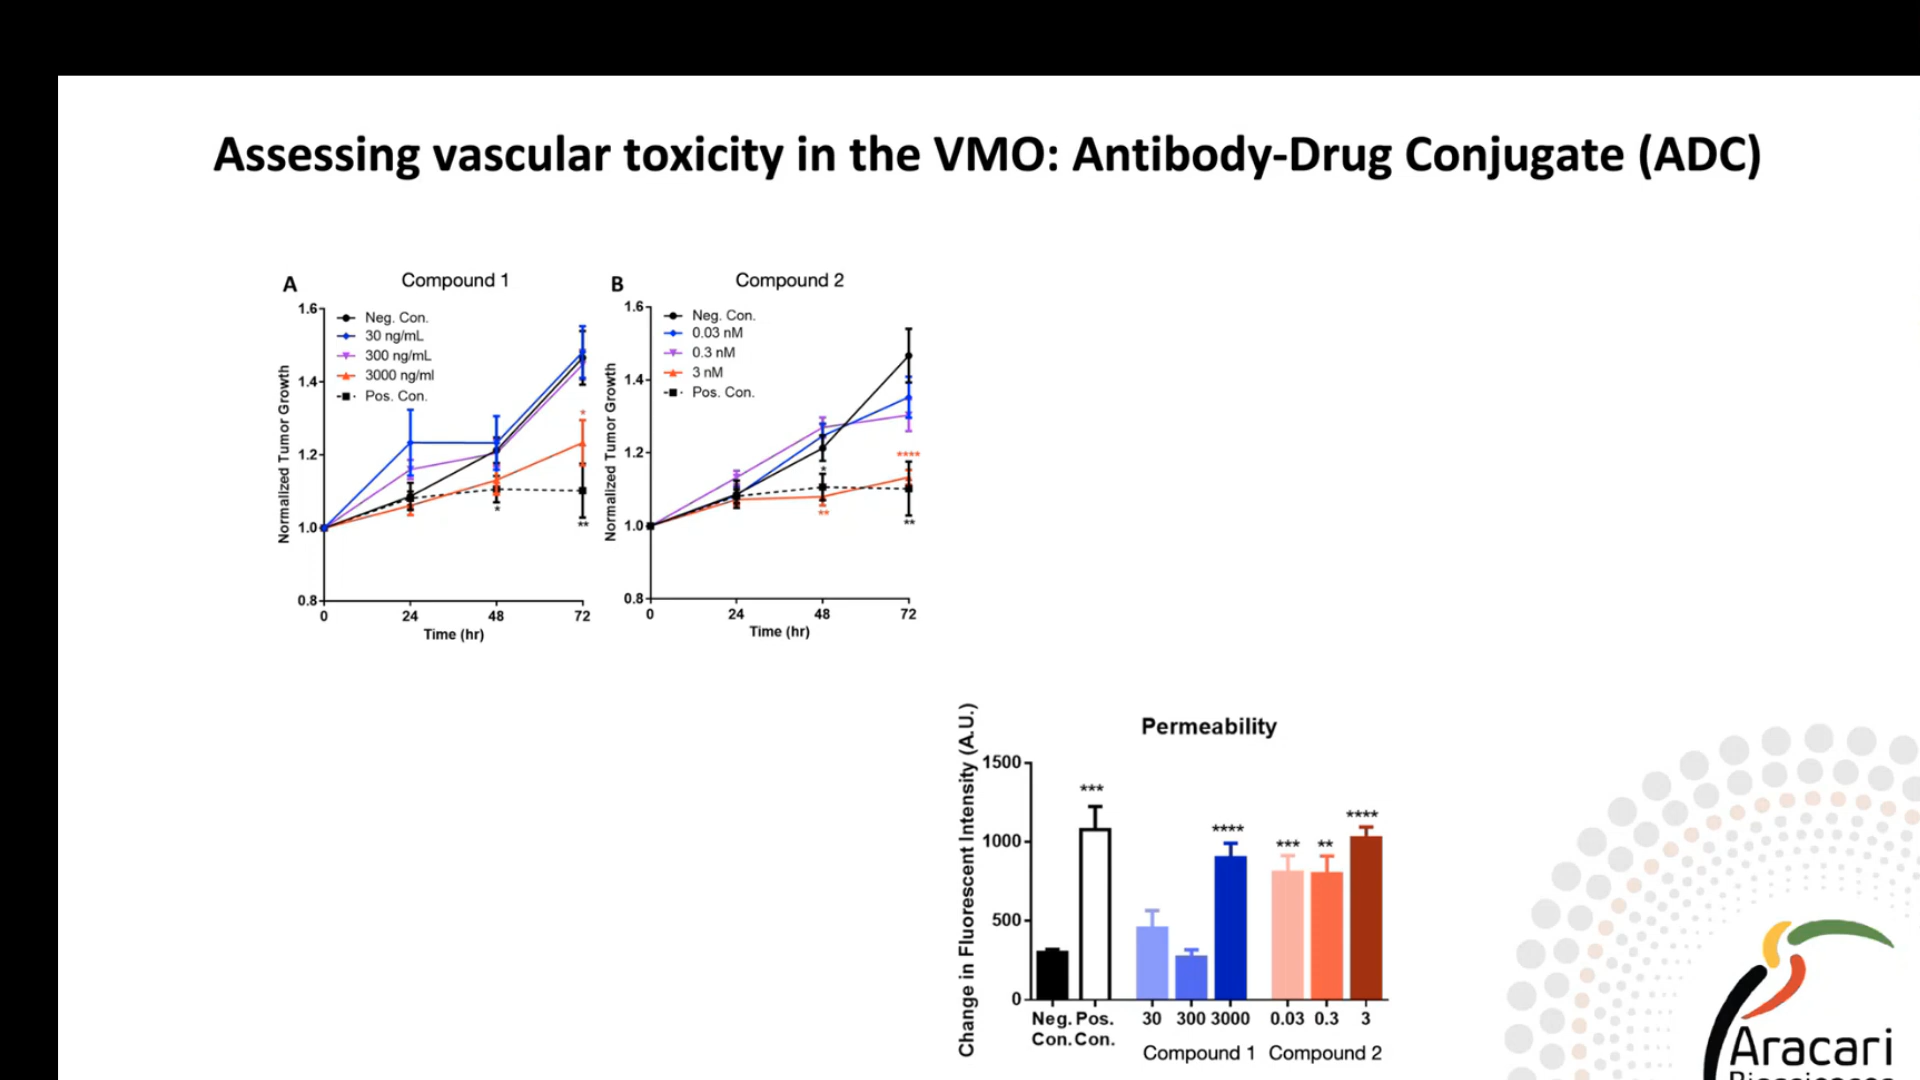 Assessing vascular toxicity in the VMO: Antibody-Drug Conjugate (ADC)
A
Compound 1
Normalized Tumor Growth
1.6
1.4
1.2
1.0
0.8
Neg. Con.
30 ng/mL
300 ng/mL
3000 ng/ml
Pos. Con.
*
*
**
0
24
48
72
Time (hr)
B
Compound 2
Normalized Tumor Growth
1.6
1.4
1.2
1.0
0.8
Neg. Con.
0.03 nM
0.3 nM
3 nM
Pos. Con.
*
**
****
**
0
24
48
72
Time (hr)
Permeability
Change in Fluorescent Intensity (A.U.)
1500
1000
500
0
***
****
***
**
****
Neg. Con.
Pos. Con.
30
300
3000
0.03
0.3
3
Compound 1
Compound 2
Aracari